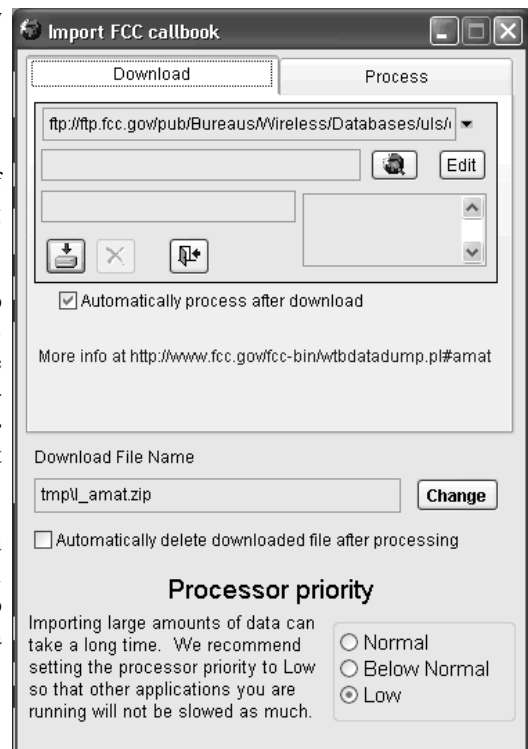 Import FCC callbook
Download
Process
ftp://ftp.fcc.gov/pub/Bureaus/Wireless/Databases/uls/
Edit
Automatically process after download
More info at http://www.fcc.gov/fcc-bin/wtbdatadump.pl#amat
Download File Name
tmp\l_amat.zip
Change
Automatically delete downloaded file after processing
Processor priority
Importing large amounts of data can
take a long time. We recommend
setting the processor priority to Low
so that other applications you are
running will not be slowed as much.
Normal
Below Normal
Low